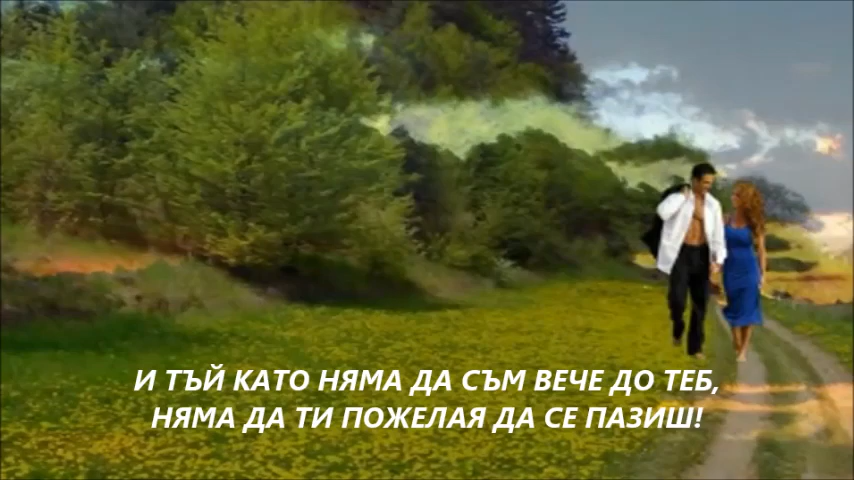 И ТЪЙ КАТО НЯМА ДА СЪМ ВЕЧЕ ДО ТЕБ,
НЯМА ДА ТИ ПОЖЕЛАЯ ДА СЕ ПАЗИШ!